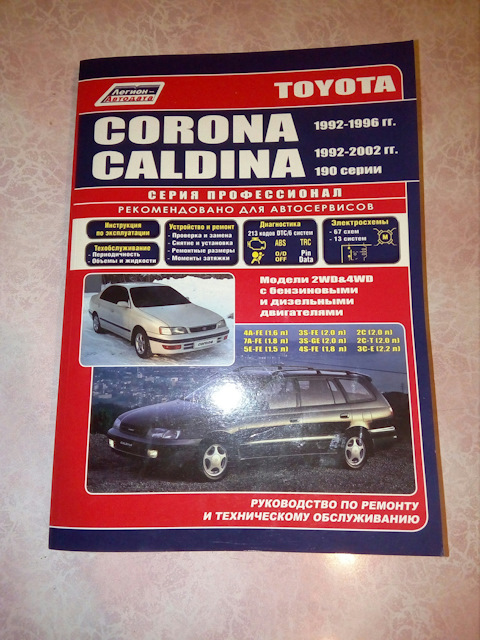 Легион-
Автодата
TOYOTA
CORONA 1992-1996 гг.
CALDINA 1992-2002 гг.
190 серии
СЕРИЯ ПРОФЕССИОНАЛ
РЕКОМЕНДОВАНО ДЛЯ АВТОСЕРВИСОВ
Инструкция
по эксплуатации
Техобслуживание
- Периодичность
- Объемы и жидкости
Устройство и ремонт
- Проверка и замена
- Снятие и установка
- Ремонтные размеры
- Моменты затяжки
Диагностика
213 кодов DTC/6 систем
ABS TRC
O/D
OFF
Pin
Data
Электросхемы
- 67 схем
- 13 систем
M
Модели 2WD&4WD
с бензиновыми
и дизельными
двигателями
4A-FE (1.6 л) 3S-FE (2.0 л) 2C (2.0 л)
7A-FE (1.8 л) 3S-GE (2.0 л) 2C-T (2.0 л)
5E-FE (1.5 л) 4S-FE (1.8 л) 3C-E (2.2 л)
РУКОВОДСТВО ПО РЕМОНТУ
И ТЕХНИЧЕСКОМУ ОБСЛУЖИВАНИЮ